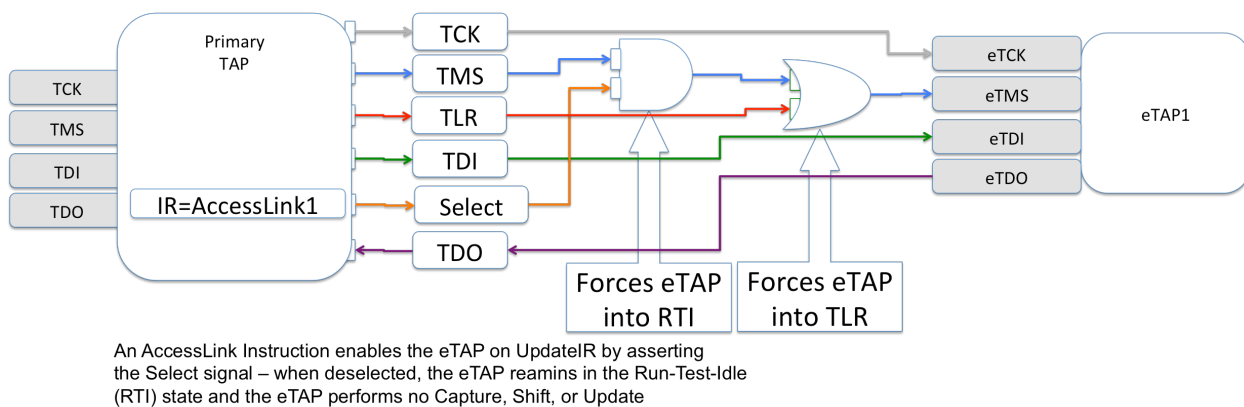 Primary
TAP
TCK
TMS
TDI
TDO
IR=AccessLink1
TCK
TMS
TLR
TDI
Select
TDO
eTCK
eTMS
eTDI
eTDO
eTAP1
Forces eTAP
into RTI
Forces eTAP
into TLR
An AccessLink Instruction enables the eTAP on UpdateIR by asserting
the Select signal – when deselected, the eTAP reamins in the Run-Test-Idle
(RTI) state and the eTAP performs no Capture, Shift, or Update